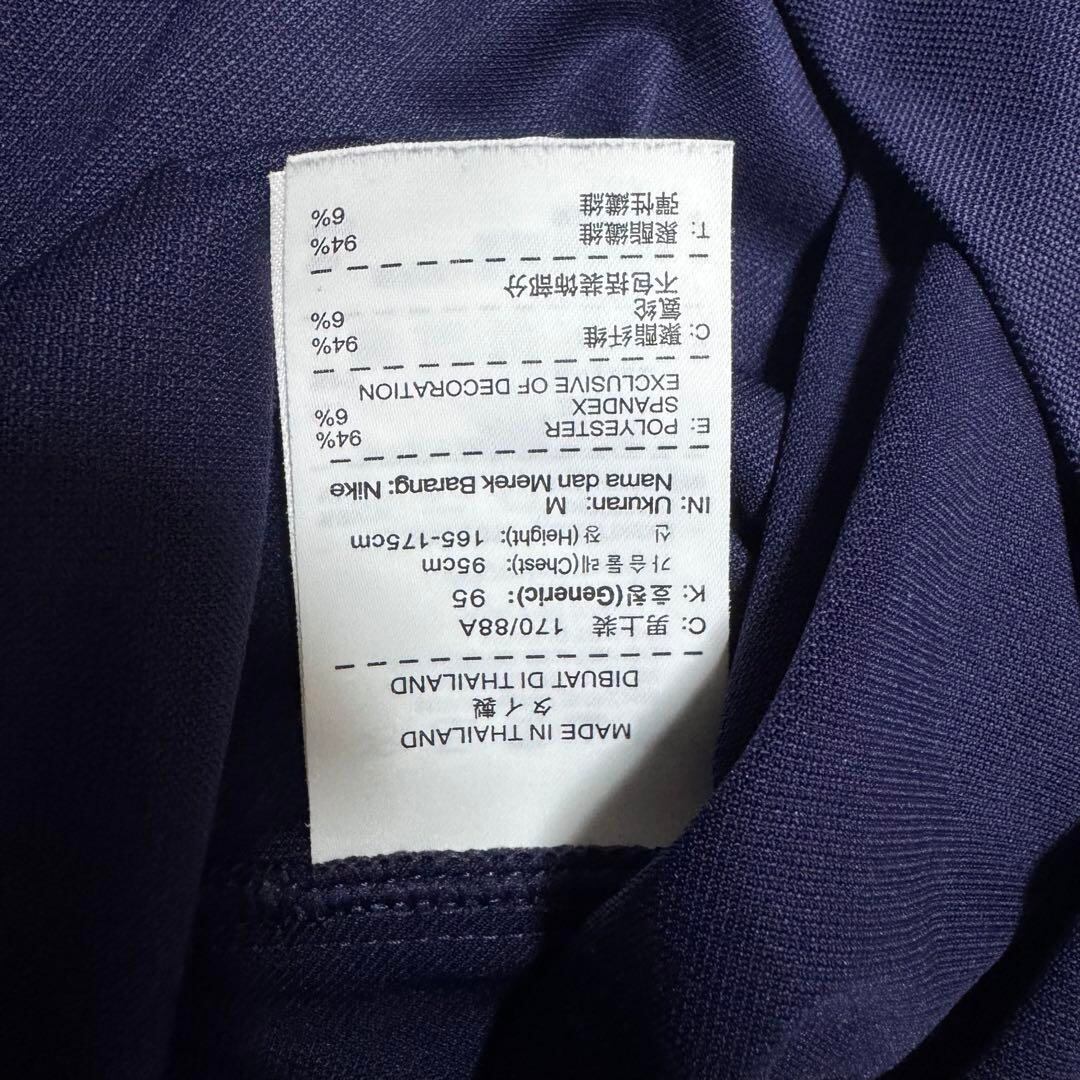 MADE IN THAILAND
タイ製
DIBUAT DI THAILAND
C: 男上装 170/88A
K: 호칭(Generic): 95
가슴둘레(Chest): 95cm
신 장(Height): 165-175cm
IN: Ukuran: M
Nama dan Merek Barang: Nike
E: POLYESTER 94%
SPANDEX 6%
EXCLUSIVE OF DECORATION
C: 聚酯纤维 94%
氨纶 6%
不包括装饰部分
T: 聚酯纖維 94%
彈性纖維 6%